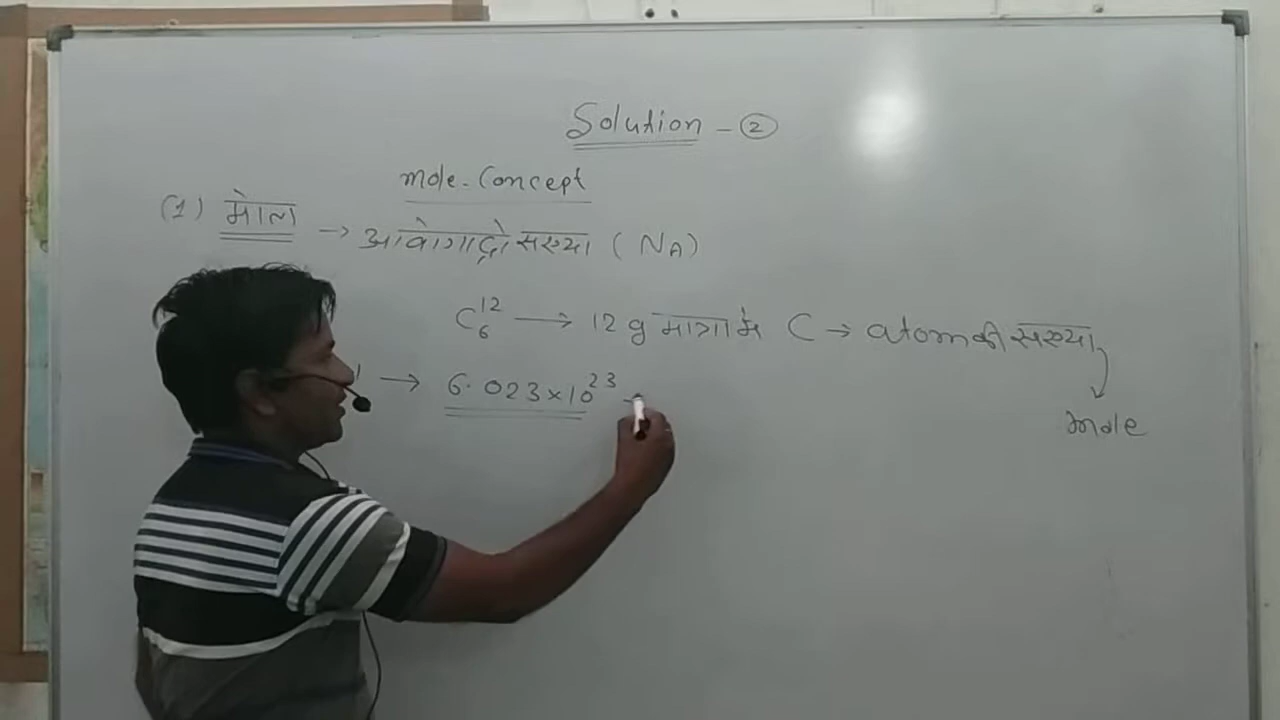 Solution - ②
mole-Concept
(1) मोल → आवोगाद्रो संख्या (NA)
C₆¹² → 12 g मात्रा में C → atom की संख्या
mole
→ 6.023×10²³